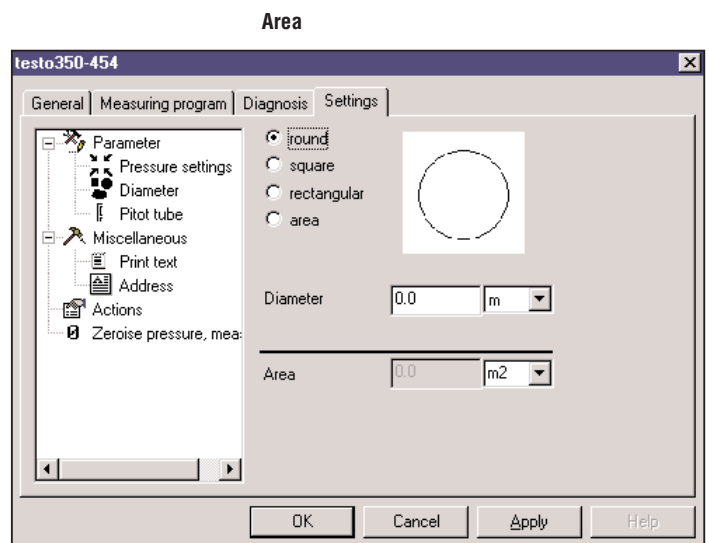 Area
testo350-454
General
Measuring program
Diagnosis
Settings
Parameter
Pressure settings
Diameter
Pitot tube
Miscellaneous
Print text
Address
Actions
Zeroise pressure, mea
round
square
rectangular
area
Diameter 0.0 m
Area 0.0 m2
OK Cancel Apply Help